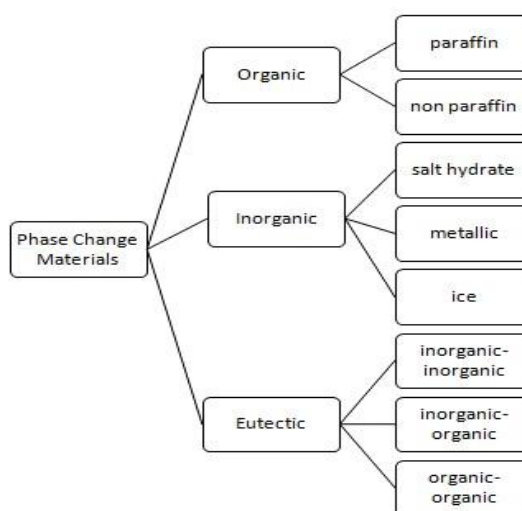 paraffin
Organic
non paraffin
salt hydrate
Inorganic
metallic
Phase Change
Materials
ice
inorganic-
inorganic
Eutectic
inorganic-
organic
organic-
organic